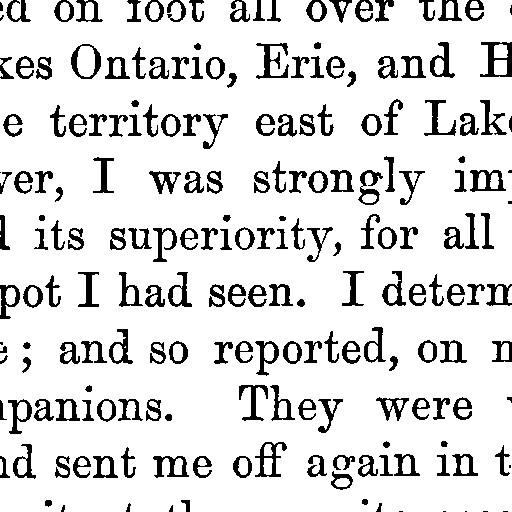 ed on foot all over the
kes Ontario, Erie, and H
e territory east of Lake
ver, I was strongly imp
d its superiority, for all
pot I had seen. I determ
e; and so reported, on n
panions. They were
nd sent me off again in t